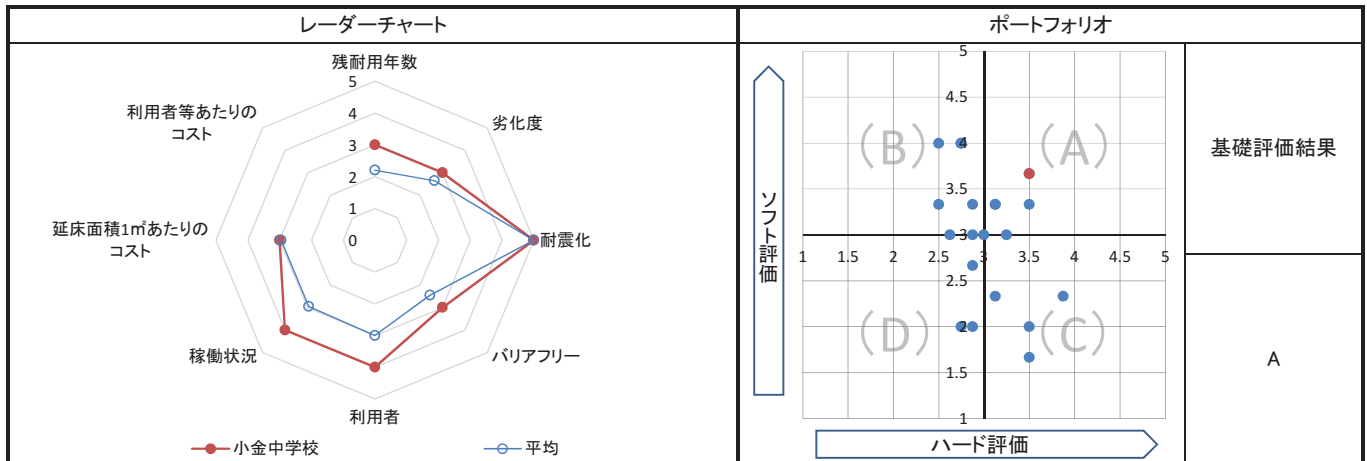 レーダーチャート
残耐用年数
利用者等あたりの
コスト
劣化度
延床面積1㎡あたりの
コスト
耐震化
稼働状況
バリアフリー
利用者
5
4
3
2
1
0
小金中学校
平均
ポートフォリオ
ソフト評価
5
4.5
4
3.5
3
2.5
2
1.5
1
1 1.5 2 2.5 3 3.5 4 4.5 5
(B) (A)
(D) (C)
ハード評価
基礎評価結果
A